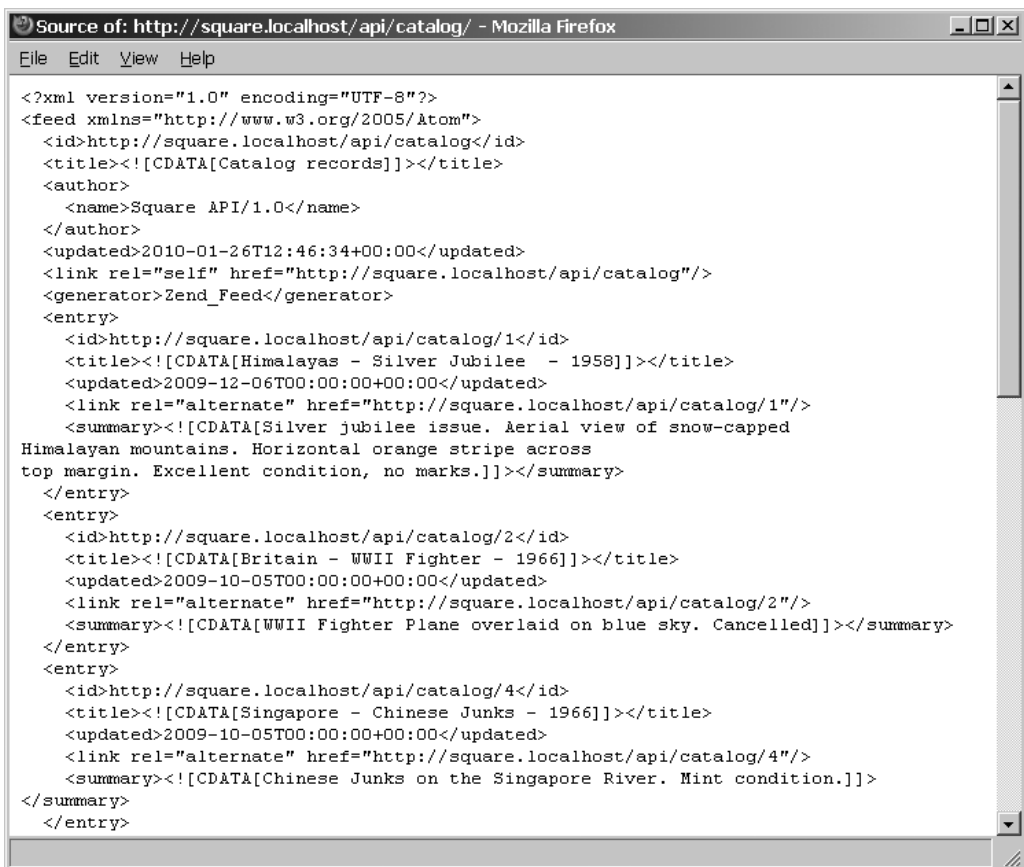 Source of: http://square.localhost/api/catalog/ - Mozilla Firefox
File Edit View Help
<?xml version="1.0" encoding="UTF-8"?>
<feed xmlns="http://www.w3.org/2005/Atom">
  <id>http://square.localhost/api/catalog</id>
  <title><![CDATA[Catalog records]]></title>
  <author>
    <name>Square API/1.0</name>
  </author>
  <updated>2010-01-26T12:46:34+00:00</updated>
  <link rel="self" href="http://square.localhost/api/catalog"/>
  <generator>Zend_Feed</generator>
  <entry>
    <id>http://square.localhost/api/catalog/1</id>
    <title><![CDATA[Himalayas - Silver Jubilee  - 1958]]></title>
    <updated>2009-12-06T00:00:00+00:00</updated>
    <link rel="alternate" href="http://square.localhost/api/catalog/1"/>
    <summary><![CDATA[Silver jubilee issue. Aerial view of snow-capped
Himalayan mountains. Horizontal orange stripe across
top margin. Excellent condition, no marks.]]></summary>
  </entry>
  <entry>
    <id>http://square.localhost/api/catalog/2</id>
    <title><![CDATA[Britain - WWII Fighter - 1966]]></title>
    <updated>2009-10-05T00:00:00+00:00</updated>
    <link rel="alternate" href="http://square.localhost/api/catalog/2"/>
    <summary><![CDATA[WWII Fighter Plane overlaid on blue sky. Cancelled]]></summary>
  </entry>
  <entry>
    <id>http://square.localhost/api/catalog/4</id>
    <title><![CDATA[Singapore - Chinese Junks - 1966]]></title>
    <updated>2009-10-05T00:00:00+00:00</updated>
    <link rel="alternate" href="http://square.localhost/api/catalog/4"/>
    <summary><![CDATA[Chinese Junks on the Singapore River. Mint condition.]]>
</summary>
  </entry>